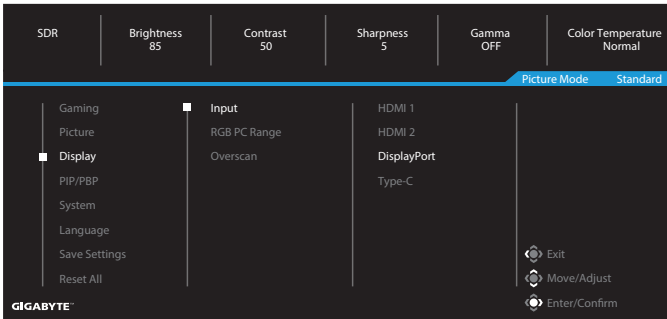 SDR Brightness Contrast Sharpness Gamma Color Temperature
85 50 5 OFF Normal
Picture Mode Standard
Gaming Input HDMI 1
Picture RGB PC Range HDMI 2
Display Overscan DisplayPort
PIP/PBP Type-C
System
Language
Save Settings Exit
Reset All Move/Adjust
GIGABYTE™ Enter/Confirm